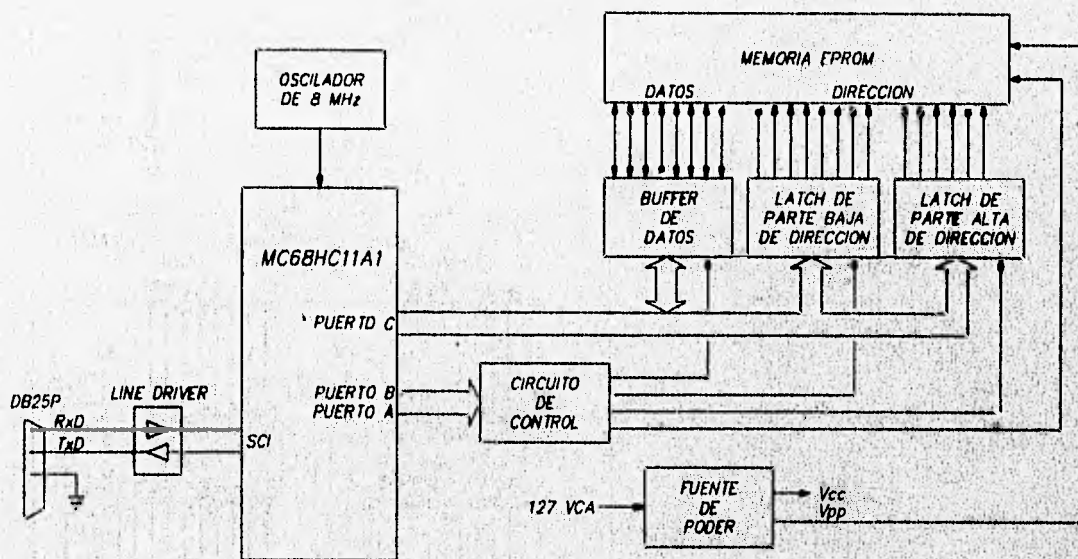 OSCILADOR
DE 8 MHz
MEMORIA EPROM
DATOS
DIRECCION
BUFFER
DE
DATOS
LATCH DE
PARTE BAJA
DE DIRECCION
LATCH DE
PARTE ALTA
DE DIRECCION
MC68HC11A1
PUERTO C
PUERTO B
PUERTO A
CIRCUITO
DE
CONTROL
LINE DRIVER
DB25P
RxD
TxD
SCI
127 VCA
FUENTE
DE
PODER
Vcc
Vpp